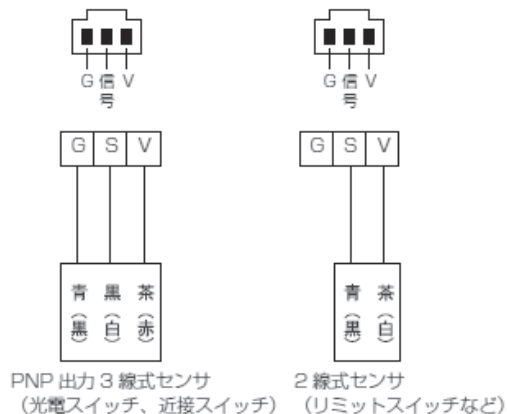 G 信号 V
G 信号 V
G S V
G S V
青(黒) 黒(白) 茶(赤)
青(黒) 茶(白)
PNP 出力 3 線式センサ
(光電スイッチ、近接スイッチ)
2 線式センサ
(リミットスイッチなど)